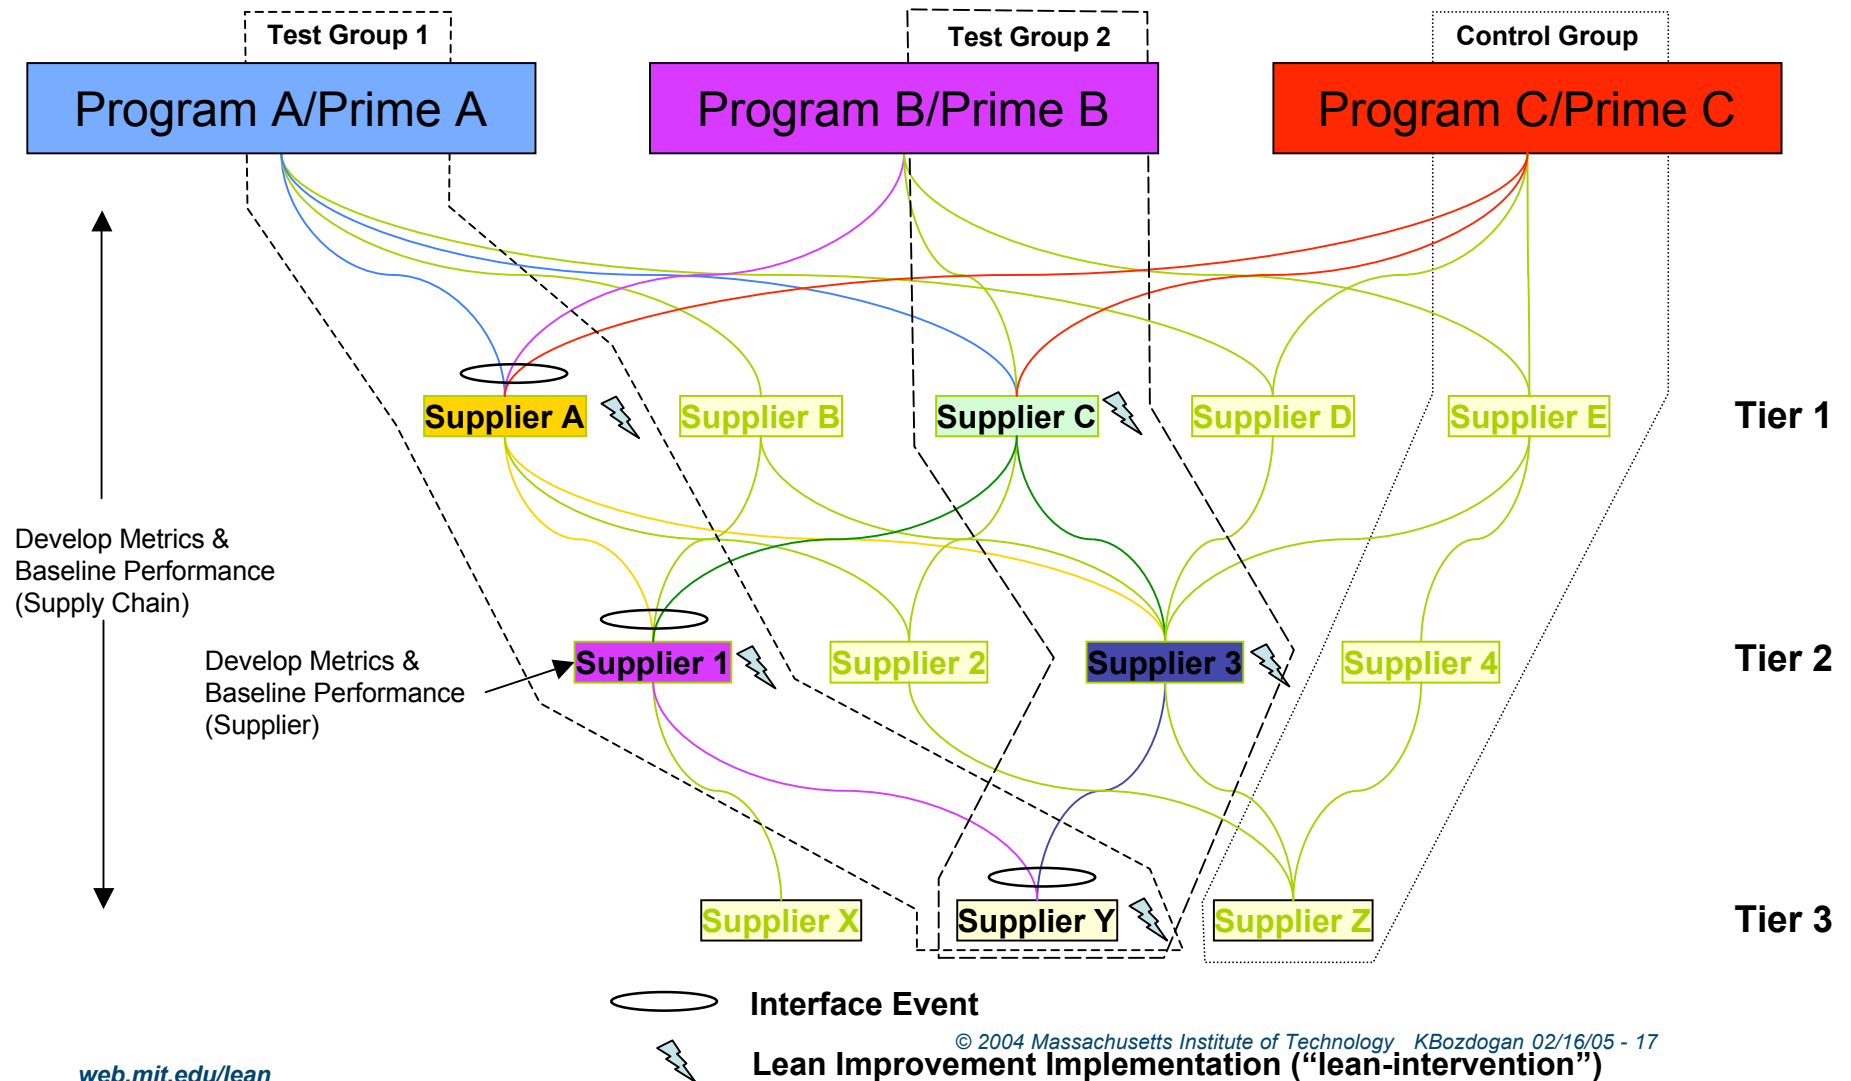 Test Group 1
Test Group 2
Control Group
Program A/Prime A
Program B/Prime B
Program C/Prime C
Supplier A
Supplier B
Supplier C
Supplier D
Supplier E
Tier 1
Develop Metrics &
Baseline Performance
(Supply Chain)
Develop Metrics &
Baseline Performance
(Supplier)
Supplier 1
Supplier 2
Supplier 3
Supplier 4
Tier 2
Supplier X
Supplier Y
Supplier Z
Tier 3
Interface Event
© 2004 Massachusetts Institute of Technology KBozdogan 02/16/05 - 17
Lean Improvement Implementation (“lean-intervention”)
web.mit.edu/lean